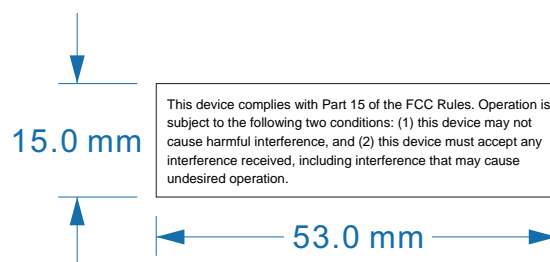 This device complies with Part 15 of the FCC Rules. Operation is
subject to the following two conditions: (1) this device may not
15.0 mm
cause harmful interference, and (2) this device must accept any
interference received, including interference that may cause
undesired operation.
53.0 mm